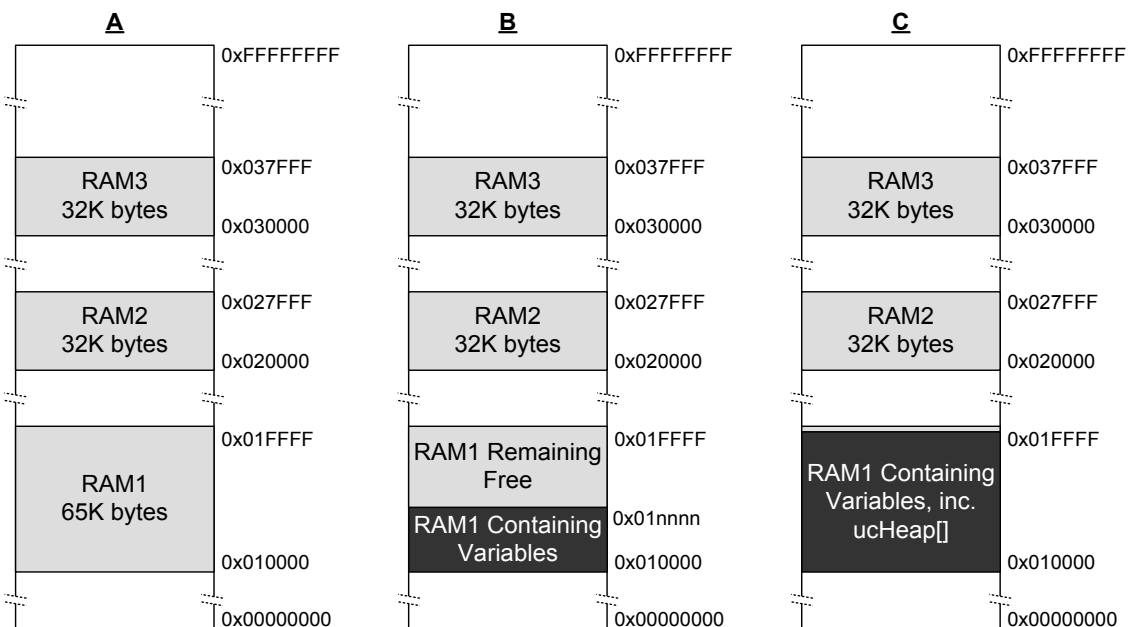 A
0xFFFFFFFF
RAM3
32K bytes
0x037FFF
0x030000
RAM2
32K bytes
0x027FFF
0x020000
RAM1
65K bytes
0x01FFFF
0x010000
0x00000000
B
0xFFFFFFFF
RAM3
32K bytes
0x037FFF
0x030000
RAM2
32K bytes
0x027FFF
0x020000
RAM1 Remaining
Free
0x01FFFF
RAM1 Containing
Variables
0x01nnnn
0x010000
0x00000000
C
0xFFFFFFFF
RAM3
32K bytes
0x037FFF
0x030000
RAM2
32K bytes
0x027FFF
0x020000
RAM1 Containing
Variables, inc.
ucHeap[]
0x01FFFF
0x010000
0x00000000